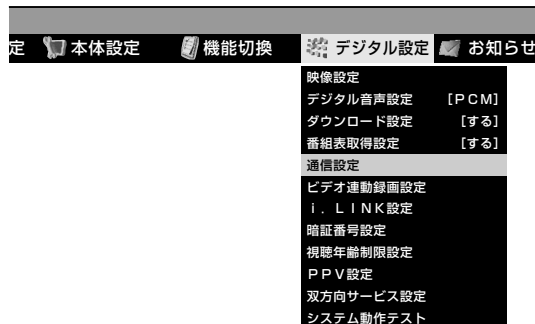 定 本体設定 機能切換 デジタル設定 お知らせ
映像設定
デジタル音声設定 [PCM]
ダウンロード設定 [する]
番組表取得設定 [する]
通信設定
ビデオ連動録画設定
i．LINK設定
暗証番号設定
視聴年齢制限設定
PPV設定
双方向サービス設定
システム動作テスト